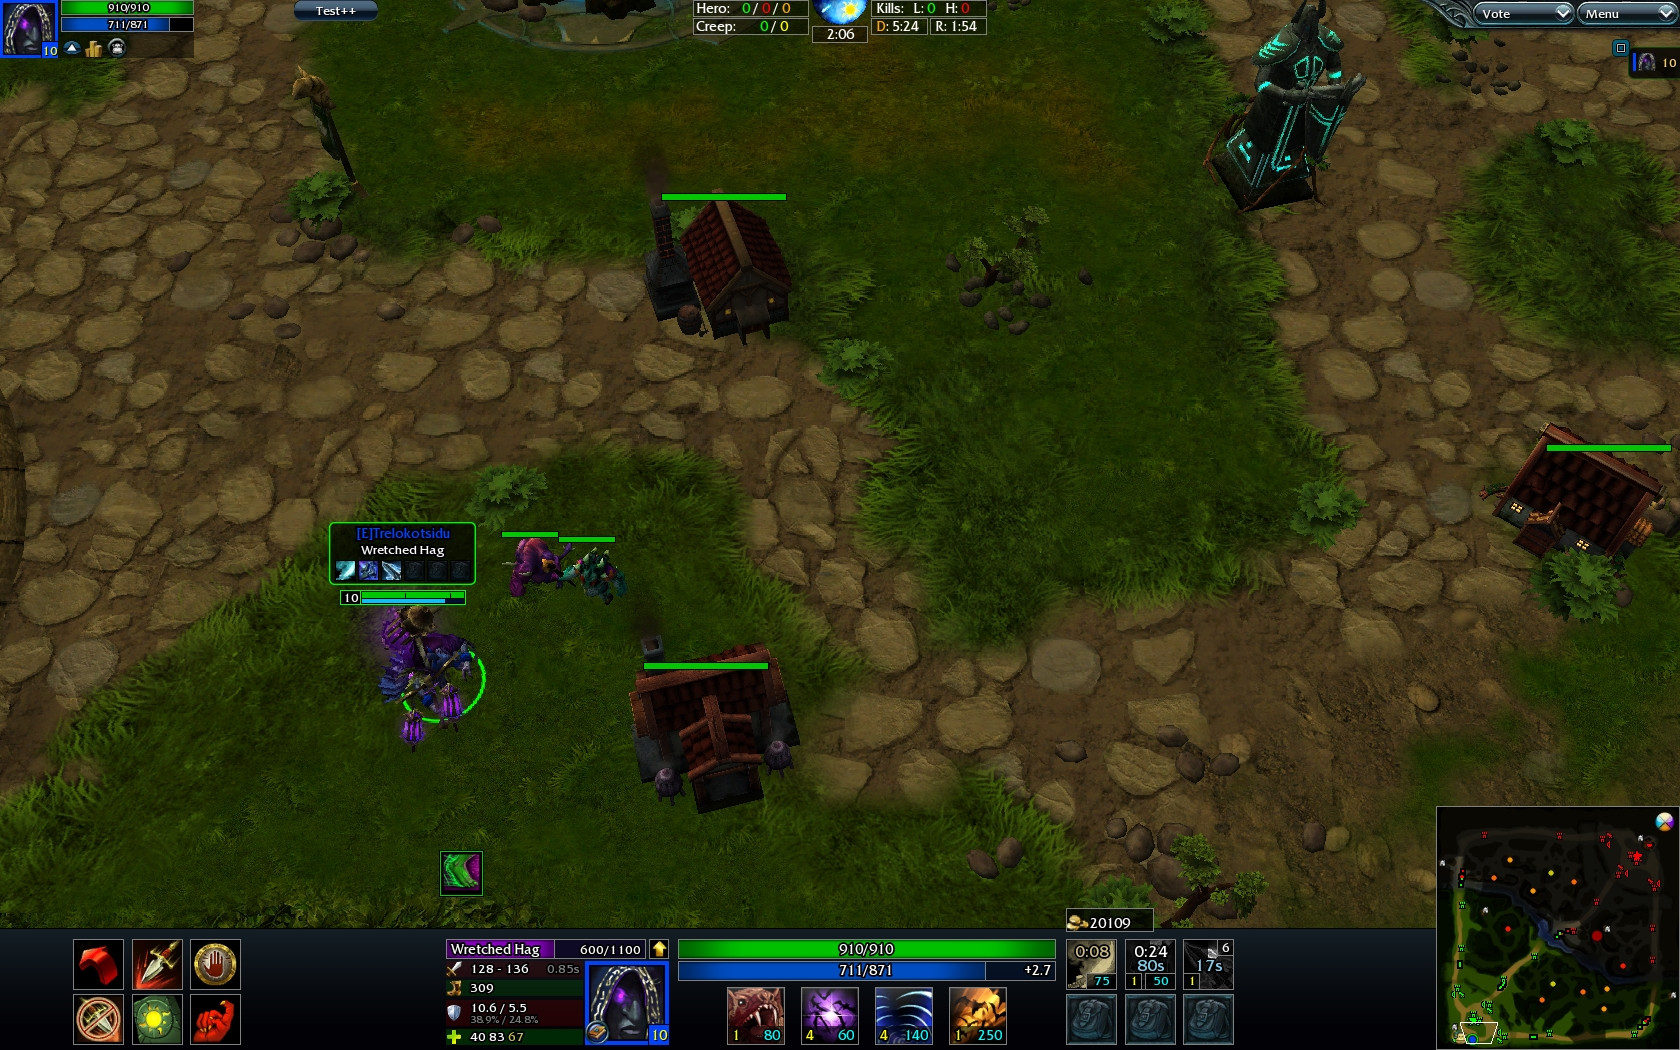 910/910
711/871
10
Test++
Hero: 0/0/0
Creep: 0/0
2:06
Kills: L:0 H:0
D: 5:24 R: 1:54
Vote
Menu
10
[E]Trelokotsidu
Wretched Hag
10
20109
Wretched Hag 600/1100
128 - 136 0.85s
309
10.6 / 5.5
38.9% / 24.8%
40 83 67
10
910/910
711/871 +2.7
1 80
4 60
4 140
1 250
0:08
75
0:24
80s
1 50
6
17s
1